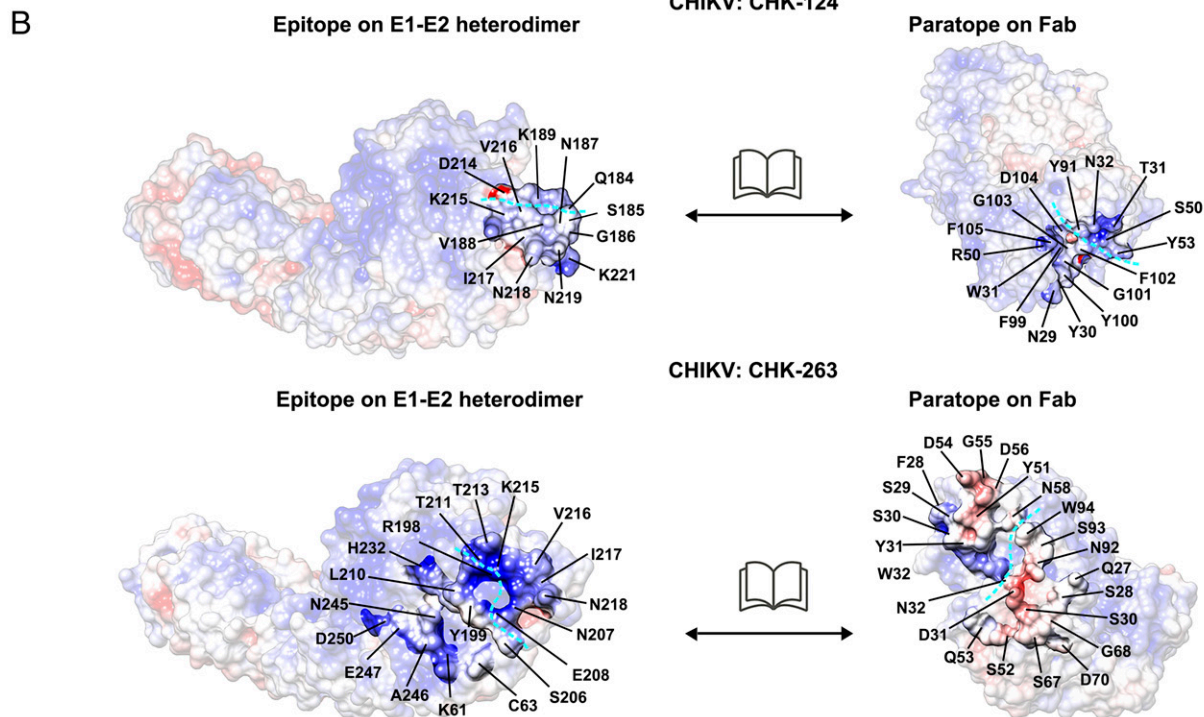 CHIKV: CHK-124
B
Epitope on E1-E2 heterodimer
Paratope on Fab
K189
N187
V216
D214
Q184
K215
S185
G186
V188
I217
K221
N218
N219
Y91
N32
D104
T31
G103
S50
F105
R50
Y53
W31
F102
G101
F99
Y100
N29
Y30
CHIKV: CHK-263
Epitope on E1-E2 heterodimer
Paratope on Fab
T213
K215
T211
V216
R198
H232
I217
L210
N218
N245
N207
D250
Y199
E247
E208
A246
S206
K61
C63
D54
G55
D56
F28
Y51
S29
N58
W94
S30
S93
Y31
N92
W32
Q27
N32
S28
D31
S30
Q53
G68
S52
S67
D70